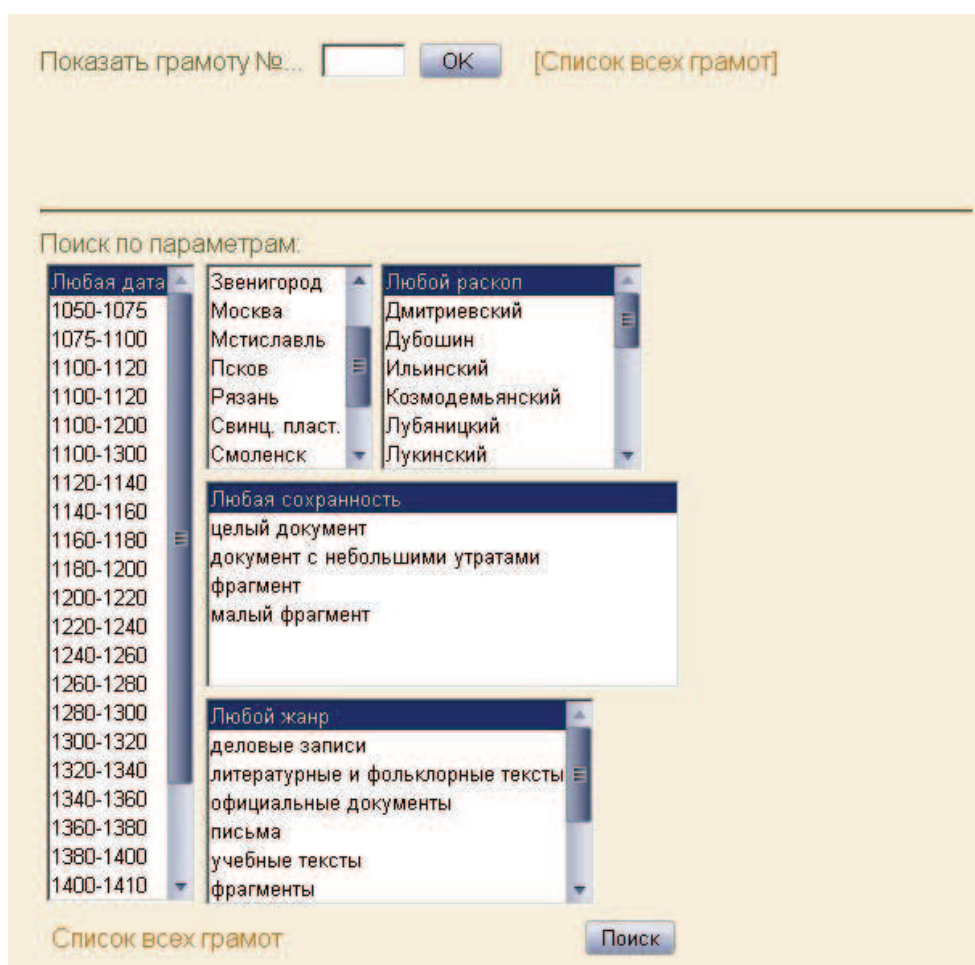 Показать грамоту №... OK [Список всех грамот]
Поиск по параметрам:
Любая дата
1050-1075
1075-1100
1100-1120
1100-1120
1100-1200
1100-1300
1120-1140
1140-1160
1160-1180
1180-1200
1200-1220
1220-1240
1240-1260
1260-1280
1280-1300
1300-1320
1320-1340
1340-1360
1360-1380
1380-1400
1400-1410
Звенигород
Москва
Мстиславль
Псков
Рязань
Свинц. пласт.
Смоленск
Любой раскоп
Дмитриевский
Дубошин
Ильинский
Козмодемьянский
Лубяницкий
Лукинский
Любая сохранность
целый документ
документ с небольшими утратами
фрагмент
малый фрагмент
Любой жанр
деловые записи
литературные и фольклорные тексты
официальные документы
письма
учебные тексты
фрагменты
Список всех грамот
Поиск